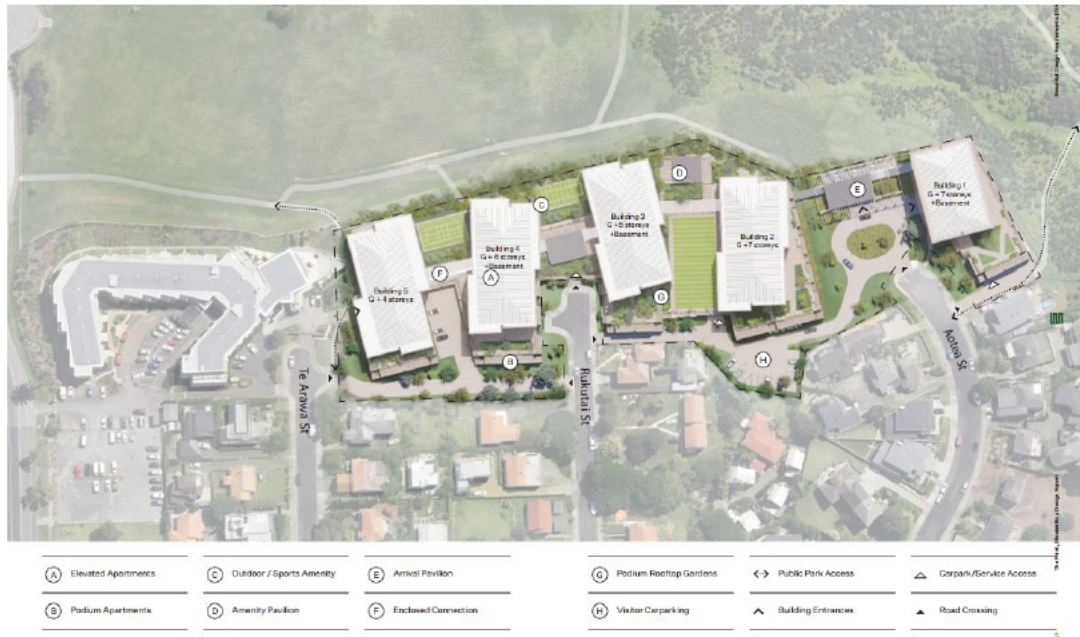 D
E
Building 1
G + 7 storeys
+Basement
C
Building 3
G + 5 storeys
+Basement
Building 2
G + 7 storeys
Building 4
G + 6 storeys
+Basement
F
A
Building 5
G + 4 storeys
G
B
H
Te Arawa St
Rukutai St
Aotea St
A Elevated Apartments
C Outdoor / Sports Amenity
E Arrival Pavilion
G Podium Rooftop Gardens
Public Park Access
Carpark/Service Access
B Podium Apartments
D Amenity Pavilion
F Enclosed Connection
H Visitor Carparking
Building Entrances
Road Crossing